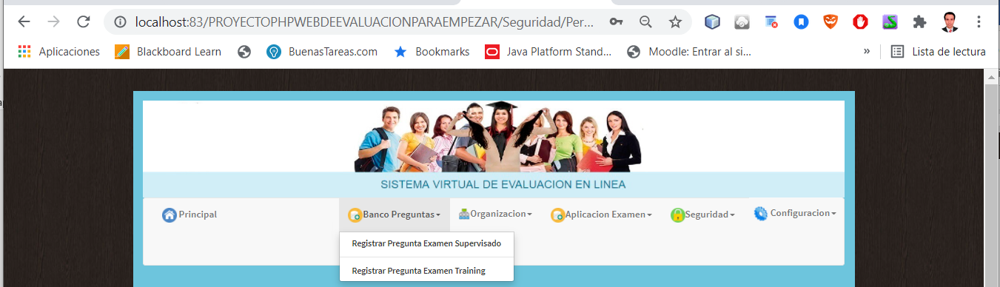 localhost:83/PROYECTOPHPWEBDEEVALUACIONPARAEMPEZAR/Seguridad/Per...
Aplicaciones Blackboard Learn BuenasTareas.com Bookmarks Java Platform Stand... Moodle: Entrar al si... » Lista de lectura
SISTEMA VIRTUAL DE EVALUACION EN LINEA
Principal Banco Preguntas Organizacion Aplicacion Examen Seguridad Configuracion
Registrar Pregunta Examen Supervisado
Registrar Pregunta Examen Training